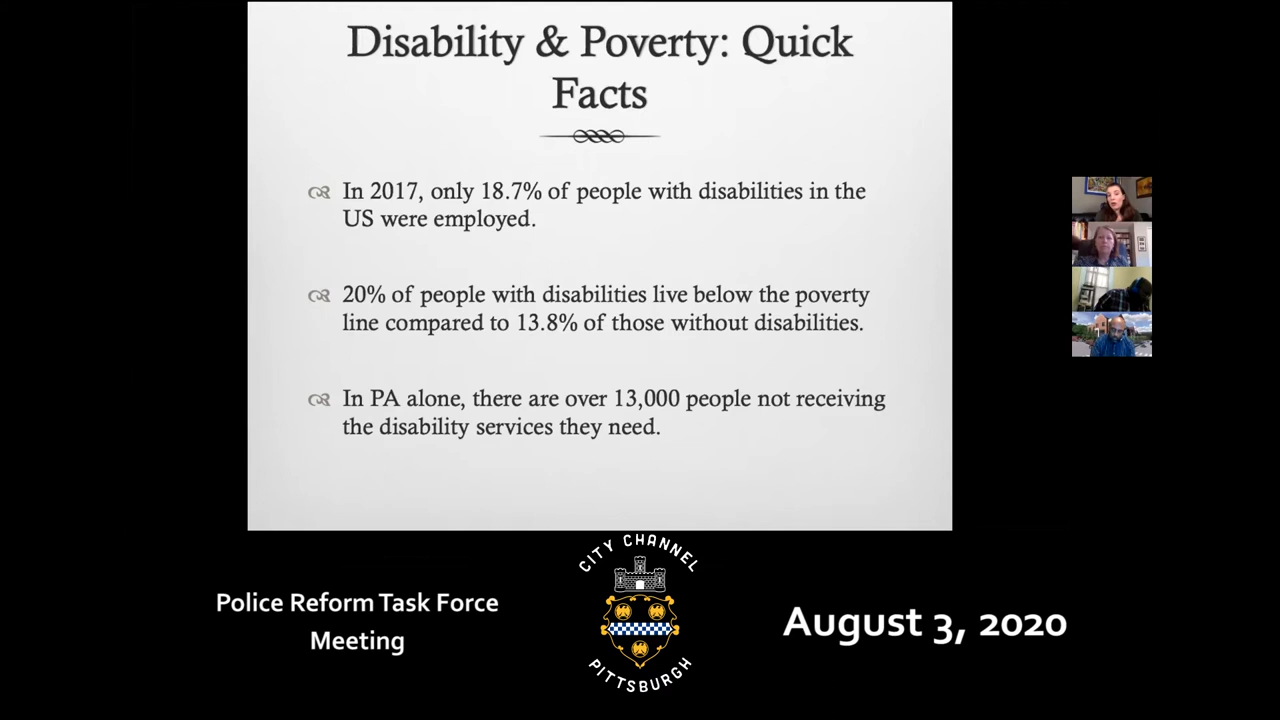 Disability & Poverty: Quick
Facts
In 2017, only 18.7% of people with disabilities in the
US were employed.
20% of people with disabilities live below the poverty
line compared to 13.8% of those without disabilities.
In PA alone, there are over 13,000 people not receiving
the disability services they need.
Police Reform Task Force
Meeting
CITY CHANNEL
PITTSBURGH
August 3, 2020